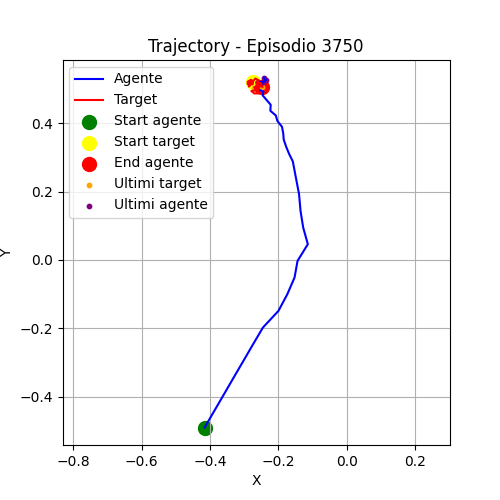 Trajectory - Episodio 3750
Agente
Target
Start agente
Start target
End agente
Ultimi target
Ultimi agente
Y
0.4
0.2
0.0
−0.2
−0.4
−0.8
−0.6
−0.4
−0.2
0.0
0.2
X